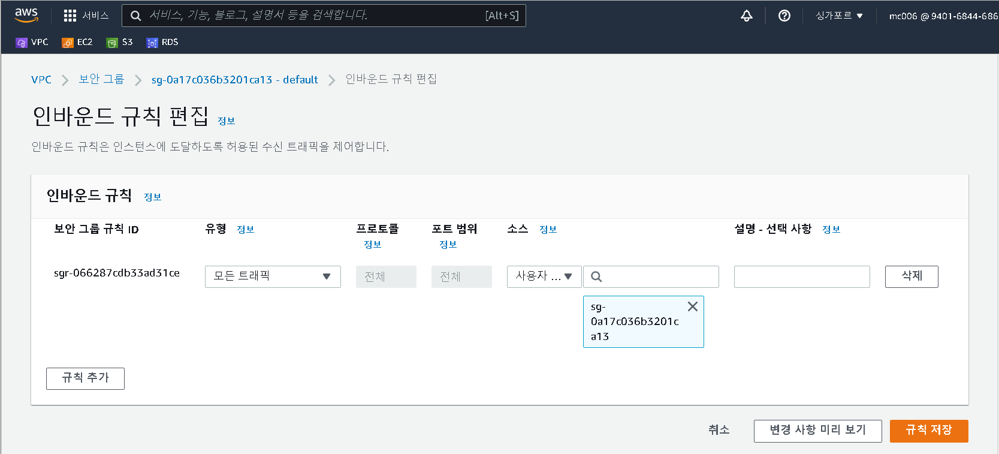 aws
서비스
서비스, 기능, 블로그, 설명서 등을 검색합니다.
[Alt+S]
싱가포르
mc006 @ 9401-6844-686
VPC
EC2
S3
RDS
VPC
보안 그룹
sg-0a17c036b3201ca13 - default
인바운드 규칙 편집
인바운드 규칙 편집 정보
인바운드 규칙은 인스턴스에 도달하도록 허용된 수신 트래픽을 제어합니다.
인바운드 규칙 정보
보안 그룹 규칙 ID
유형 정보
프로토콜
정보
포트 범위
정보
소스 정보
설명 - 선택 사항 정보
sgr-066287cdb33ad31ce
모든 트래픽
전체
전체
사용자 ...
삭제
sg-
0a17c036b3201c
a13
규칙 추가
취소
변경 사항 미리 보기
규칙 저장